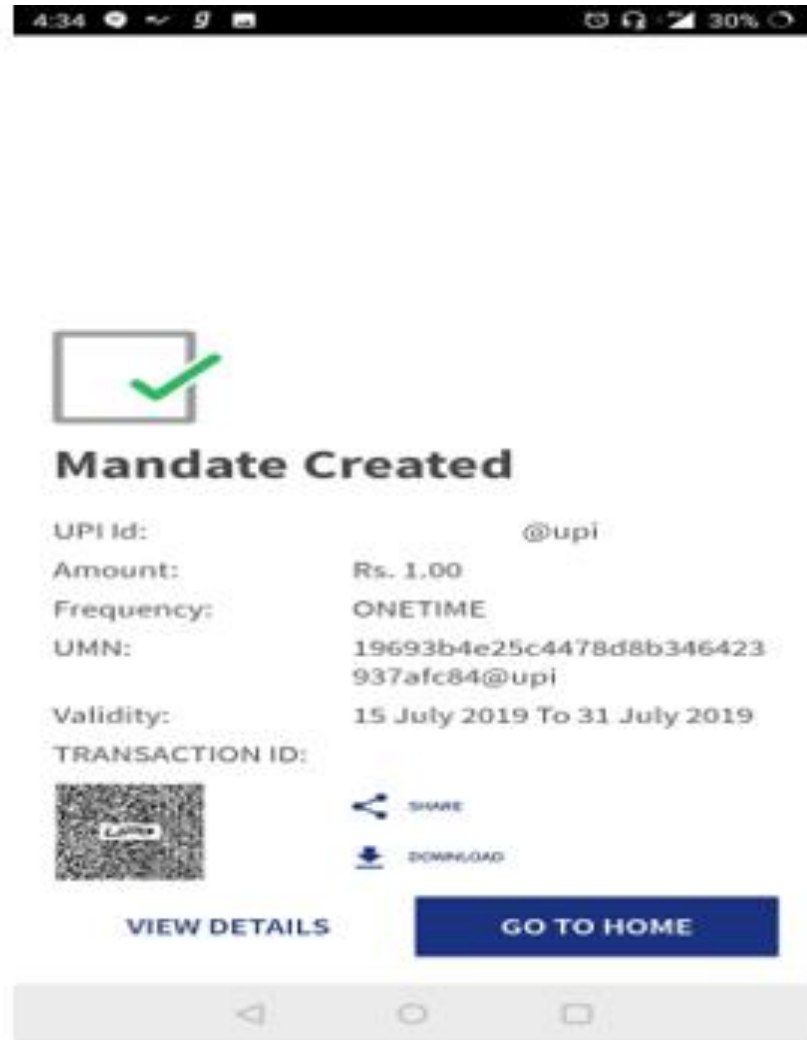 4:34 30%
Mandate Created
UPI Id: @upi
Amount: Rs. 1.00
Frequency: ONETIME
UMN: 19693b4e25c4478d8b346423
937afc84@upi
Validity: 15 July 2019 To 31 July 2019
TRANSACTION ID:
SHARE
DOWNLOAD
VIEW DETAILS GO TO HOME